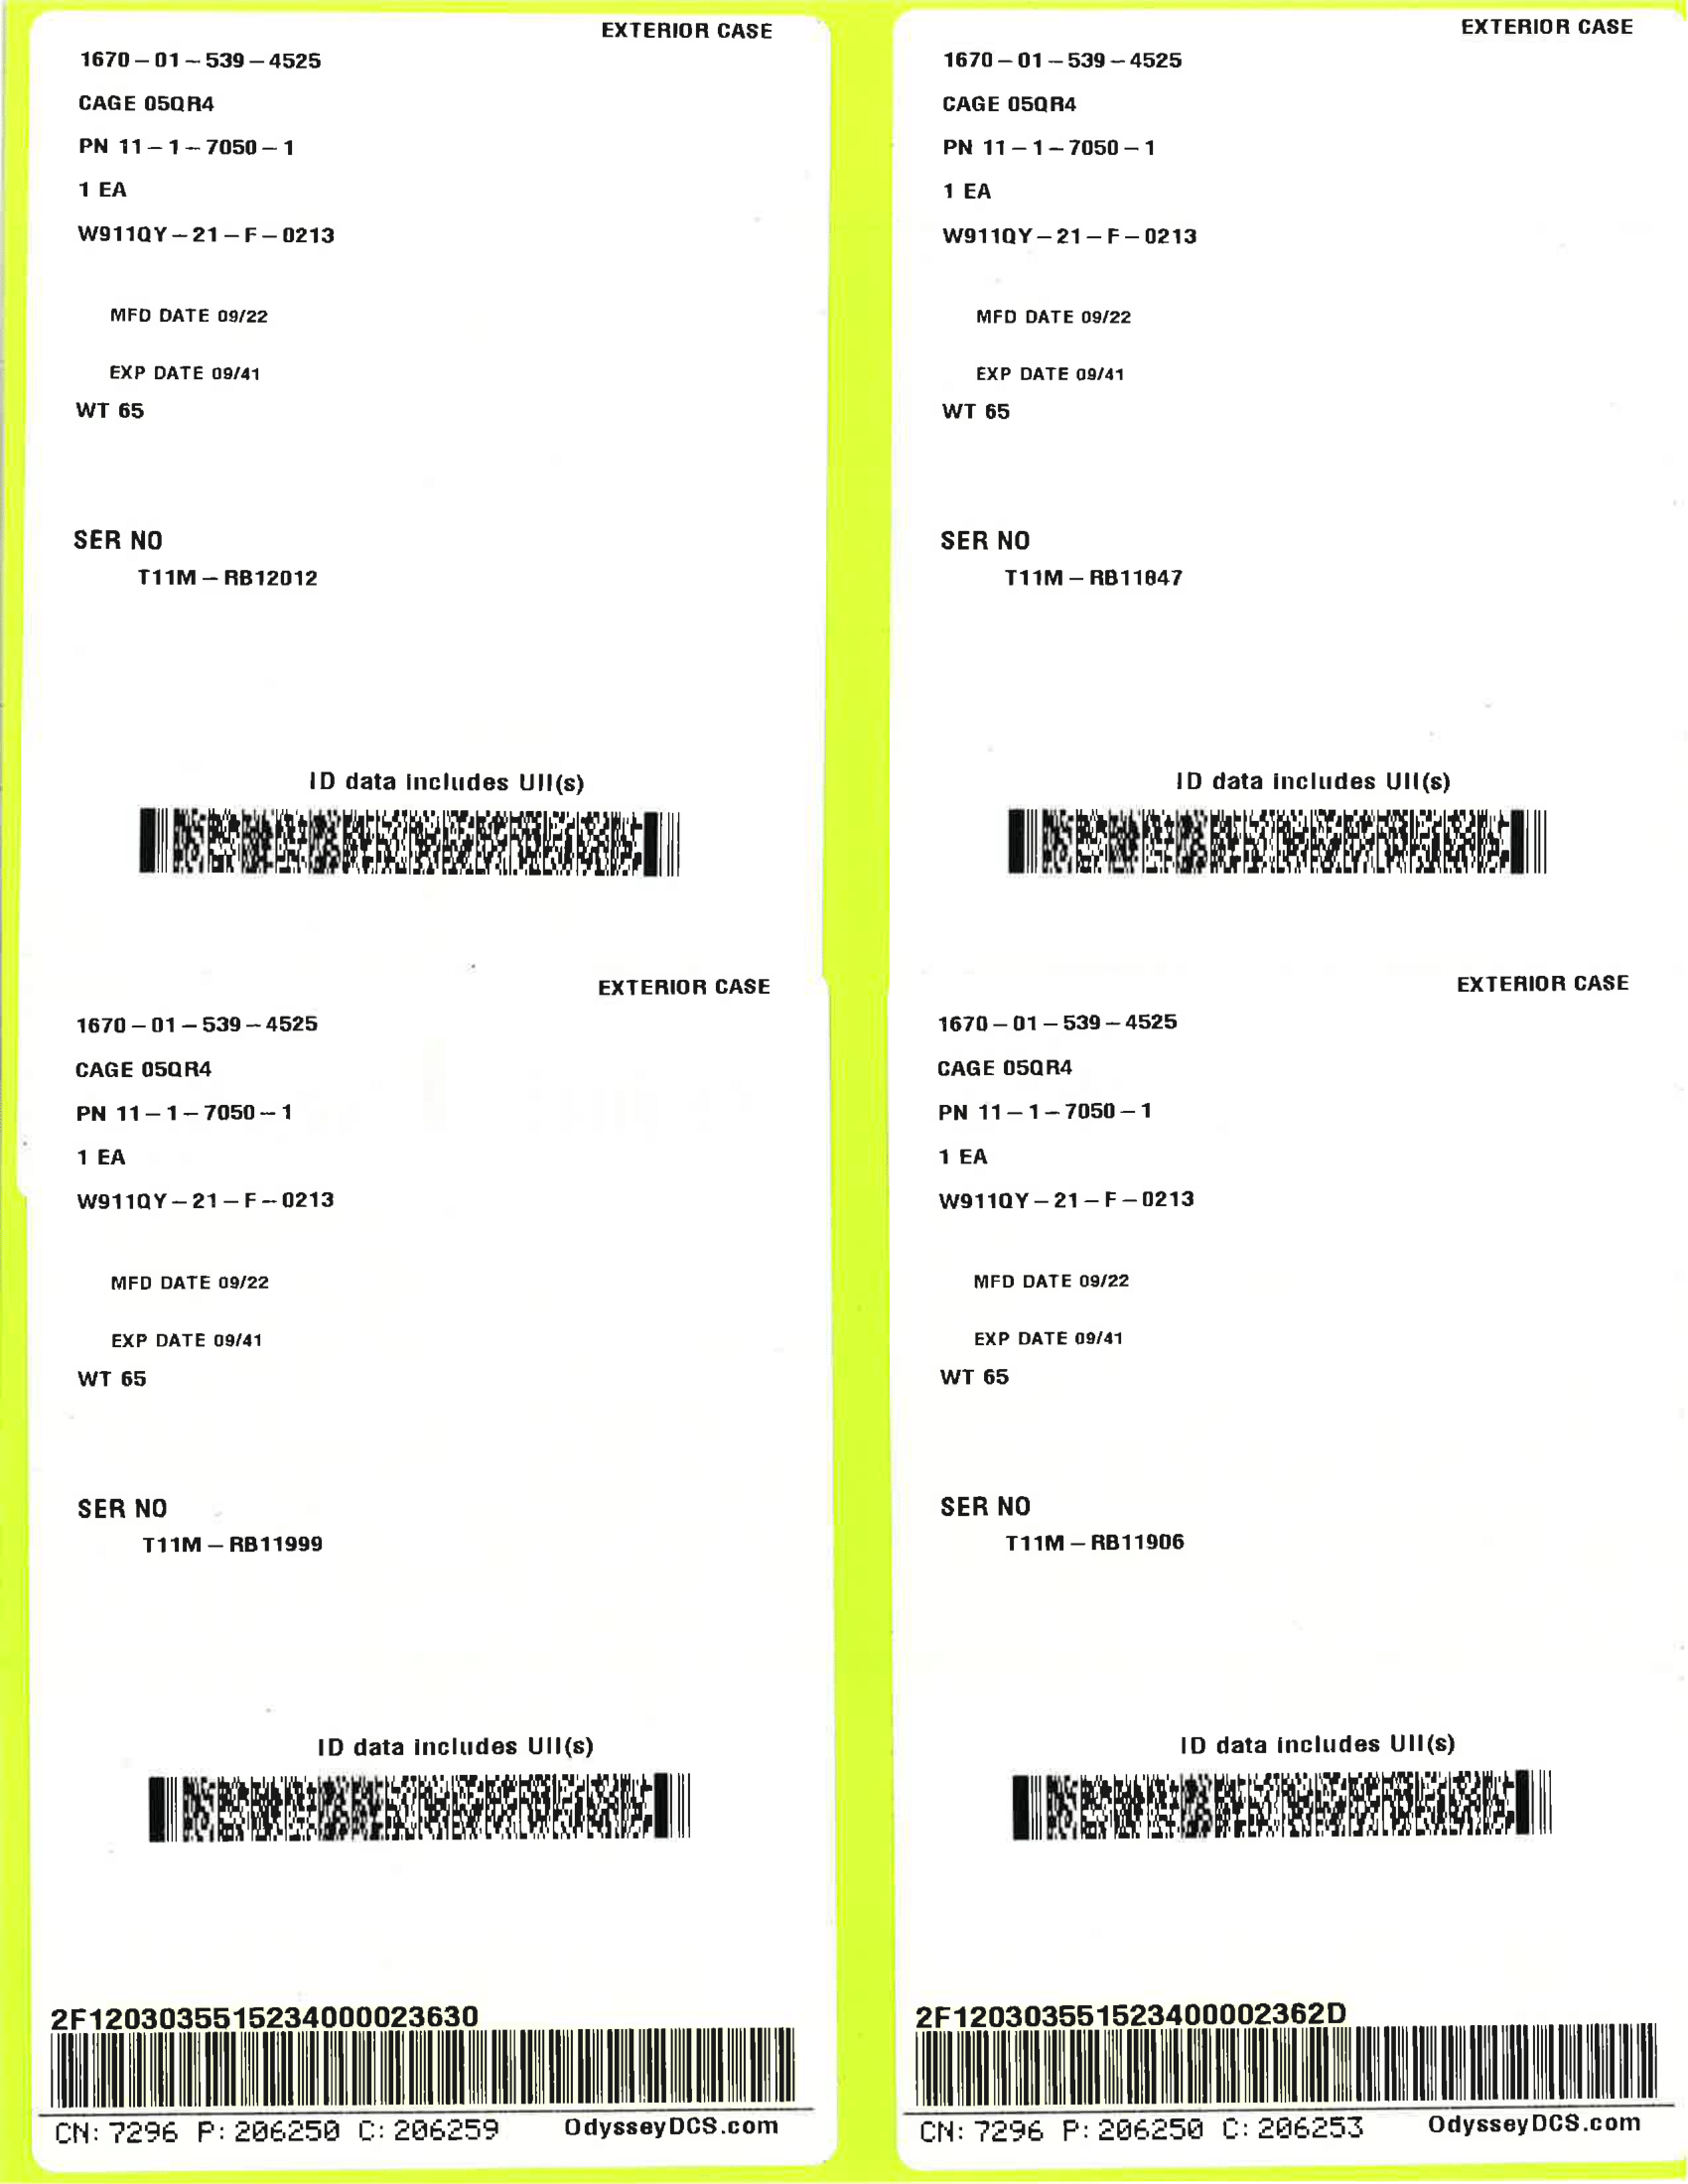 EXTERIOR CASE
1670 – 01 – 539 – 4525
CAGE 05QR4
PN 11 – 1 – 7050 – 1
1 EA
W911QY – 21 – F – 0213
MFD DATE 09/22
EXP DATE 09/41
WT 65
SER NO
T11M – RB12012
ID data includes UII(s)
EXTERIOR CASE
1670 – 01 – 539 – 4525
CAGE 05QR4
PN 11 – 1 – 7050 – 1
1 EA
W911QY – 21 – F – 0213
MFD DATE 09/22
EXP DATE 09/41
WT 65
SER NO
T11M – RB11999
ID data includes UII(s)
2F1203035515234000023630
CN: 7296 P: 206250 C: 206259 OdysseyDCS.com
EXTERIOR CASE
1670 – 01 – 539 – 4525
CAGE 05QR4
PN 11 – 1 – 7050 – 1
1 EA
W911QY – 21 – F – 0213
MFD DATE 09/22
EXP DATE 09/41
WT 65
SER NO
T11M – RB11847
ID data includes UII(s)
EXTERIOR CASE
1670 – 01 – 539 – 4525
CAGE 05QR4
PN 11 – 1 – 7050 – 1
1 EA
W911QY – 21 – F – 0213
MFD DATE 09/22
EXP DATE 09/41
WT 65
SER NO
T11M – RB11906
ID data includes UII(s)
2F120303551523400002362D
CN: 7296 P: 206250 C: 206253 OdysseyDCS.com